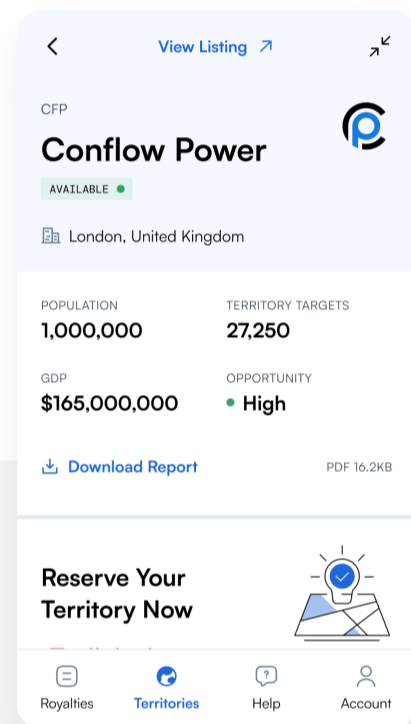 View Listing
CFP
Conflow Power
AVAILABLE
London, United Kingdom
POPULATION
TERRITORY TARGETS
1,000,000
27,250
GDP
OPPORTUNITY
$165,000,000
High
Download Report
PDF 16.2KB
Reserve Your
Territory Now
Royalties
Territories
Help
Account